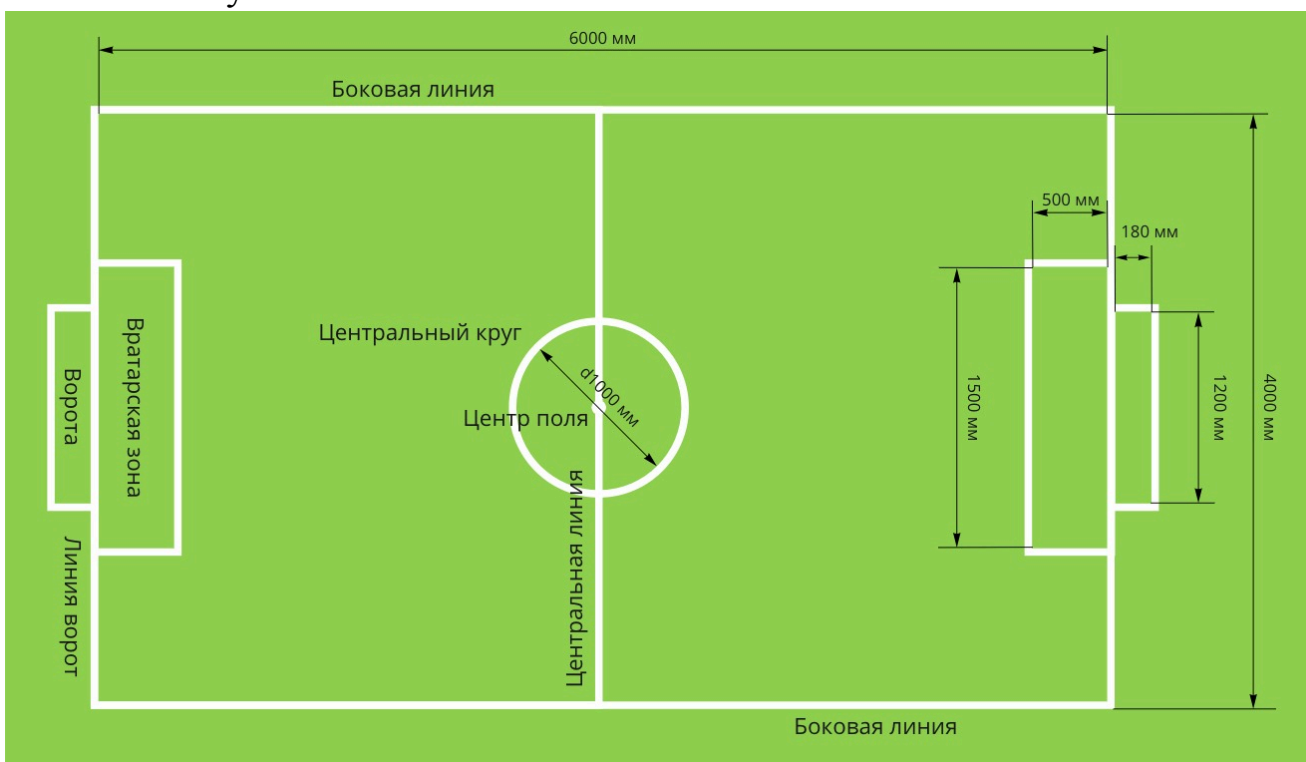 6000 мм
Боковая линия
500 мм
180 мм
Центральный круг
d1000 мм
Центр поля
Вратарская зона
Ворота
1500 мм
1200 мм
4000 мм
Линия ворот
Центральная линия
Боковая линия